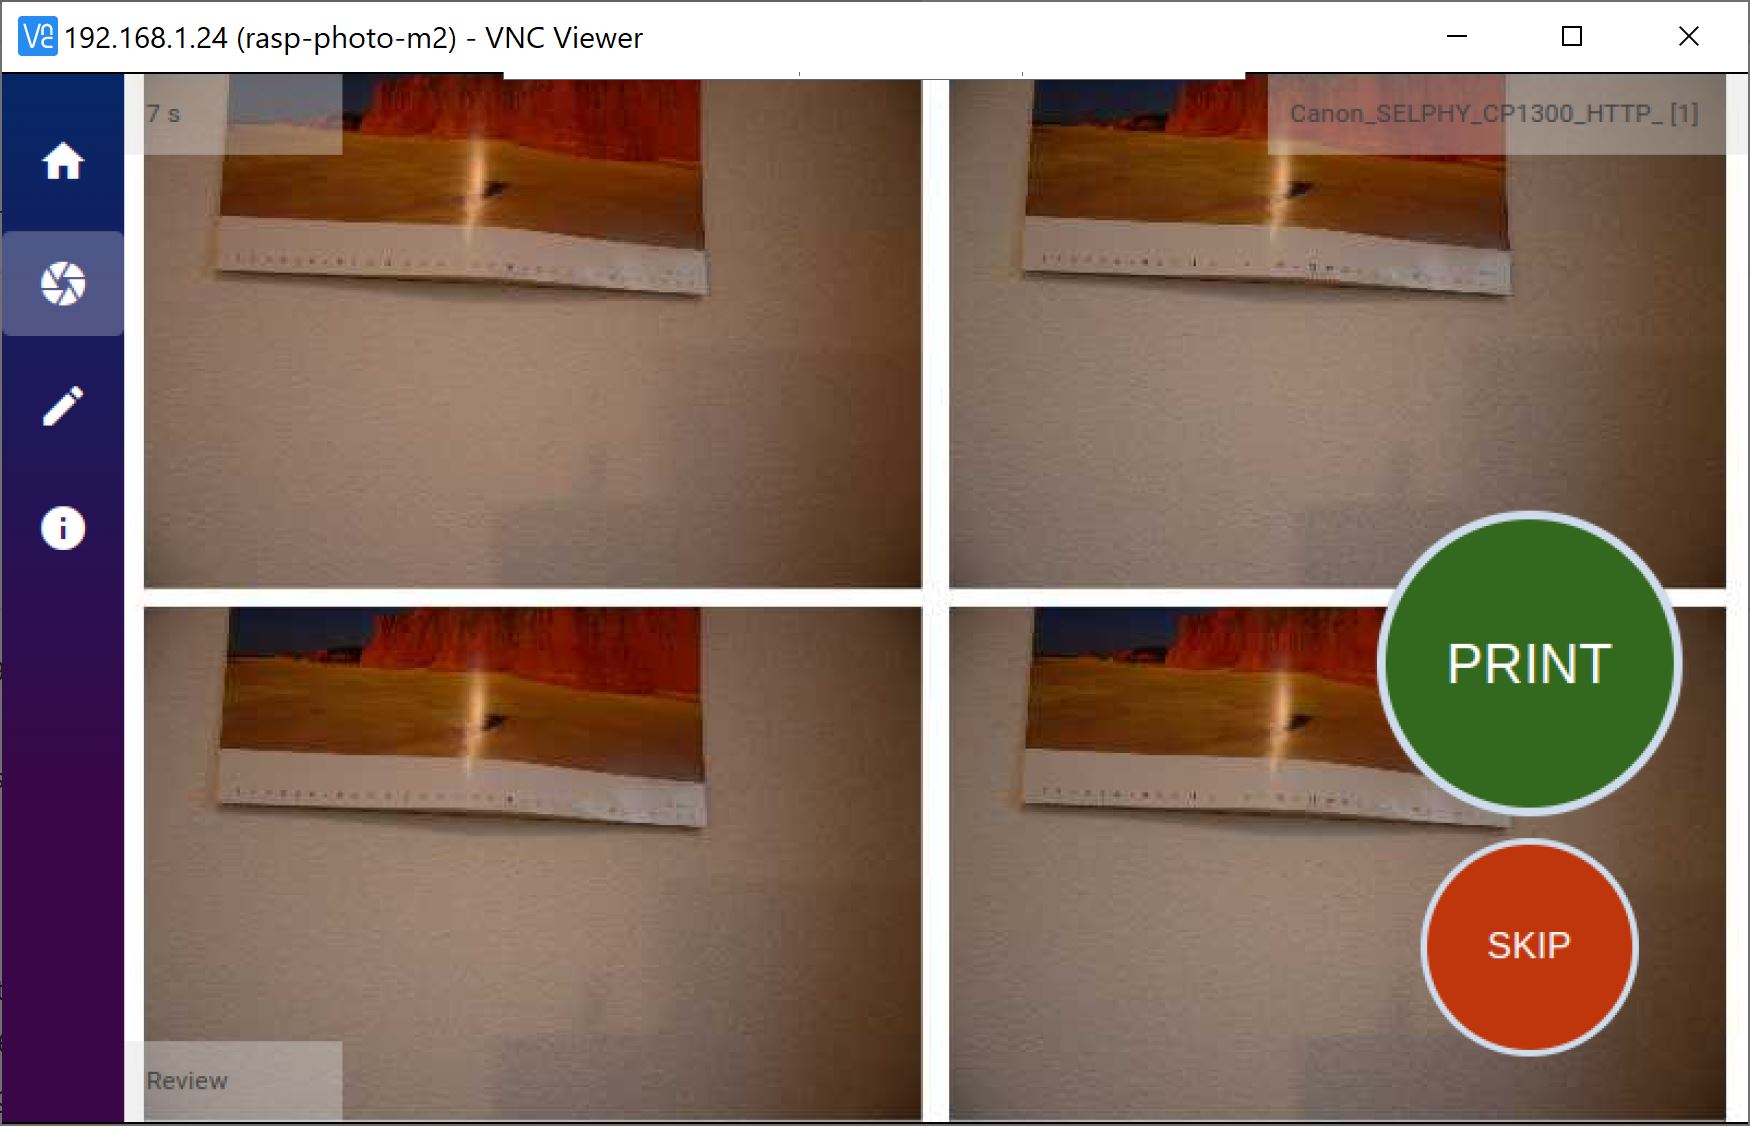 192.168.1.24 (rasp-photo-m2) - VNC Viewer
7 s
Canon_SELPHY_CP1300_HTTP_ [1]
PRINT
SKIP
Review